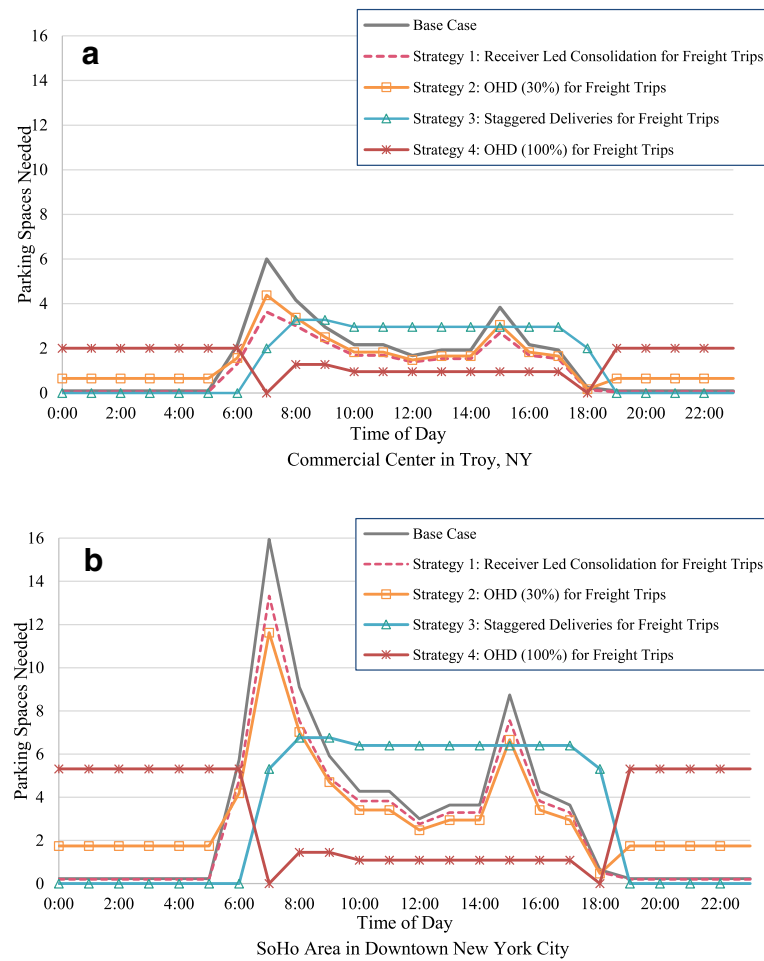 a
Base Case
Strategy 1: Receiver Led Consolidation for Freight Trips
Strategy 2: OHD (30%) for Freight Trips
Strategy 3: Staggered Deliveries for Freight Trips
Strategy 4: OHD (100%) for Freight Trips
Parking Spaces Needed
16
14
12
10
8
6
4
2
0
0:00 2:00 4:00 6:00 8:00 10:00 12:00 14:00 16:00 18:00 20:00 22:00
Time of Day
Commercial Center in Troy, NY
b
Base Case
Strategy 1: Receiver Led Consolidation for Freight Trips
Strategy 2: OHD (30%) for Freight Trips
Strategy 3: Staggered Deliveries for Freight Trips
Strategy 4: OHD (100%) for Freight Trips
Parking Spaces Needed
16
14
12
10
8
6
4
2
0
0:00 2:00 4:00 6:00 8:00 10:00 12:00 14:00 16:00 18:00 20:00 22:00
Time of Day
SoHo Area in Downtown New York City